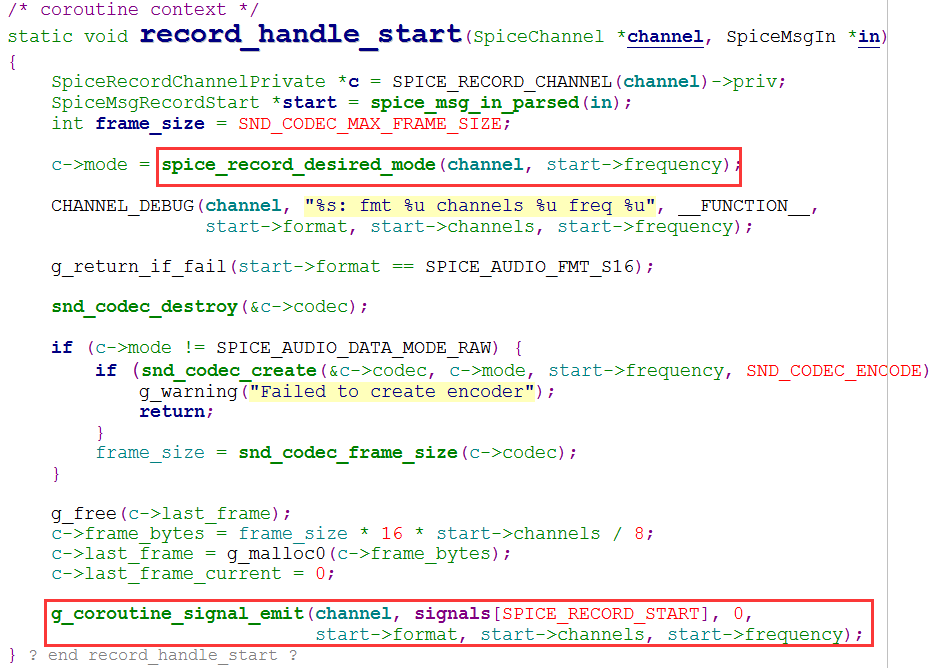 /* coroutine context */
static void record_handle_start(SpiceChannel *channel, SpiceMsgIn *in)
{
    SpiceRecordChannelPrivate *c = SPICE_RECORD_CHANNEL(channel)->priv;
    SpiceMsgRecordStart *start = spice_msg_in_parsed(in);
    int frame_size = SND_CODEC_MAX_FRAME_SIZE;

    c->mode = spice_record_desired_mode(channel, start->frequency);

    CHANNEL_DEBUG(channel, "%s: fmt %u channels %u freq %u", __FUNCTION__,
                  start->format, start->channels, start->frequency);

    g_return_if_fail(start->format == SPICE_AUDIO_FMT_S16);

    snd_codec_destroy(&c->codec);

    if (c->mode != SPICE_AUDIO_DATA_MODE_RAW) {
        if (snd_codec_create(&c->codec, c->mode, start->frequency, SND_CODEC_ENCODE)
            g_warning("Failed to create encoder");
            return;
        }
        frame_size = snd_codec_frame_size(c->codec);
    }

    g_free(c->last_frame);
    c->frame_bytes = frame_size * 16 * start->channels / 8;
    c->last_frame = g_malloc0(c->frame_bytes);
    c->last_frame_current = 0;

    g_coroutine_signal_emit(channel, signals[SPICE_RECORD_START], 0,
                            start->format, start->channels, start->frequency);
} ? end record_handle_start ?